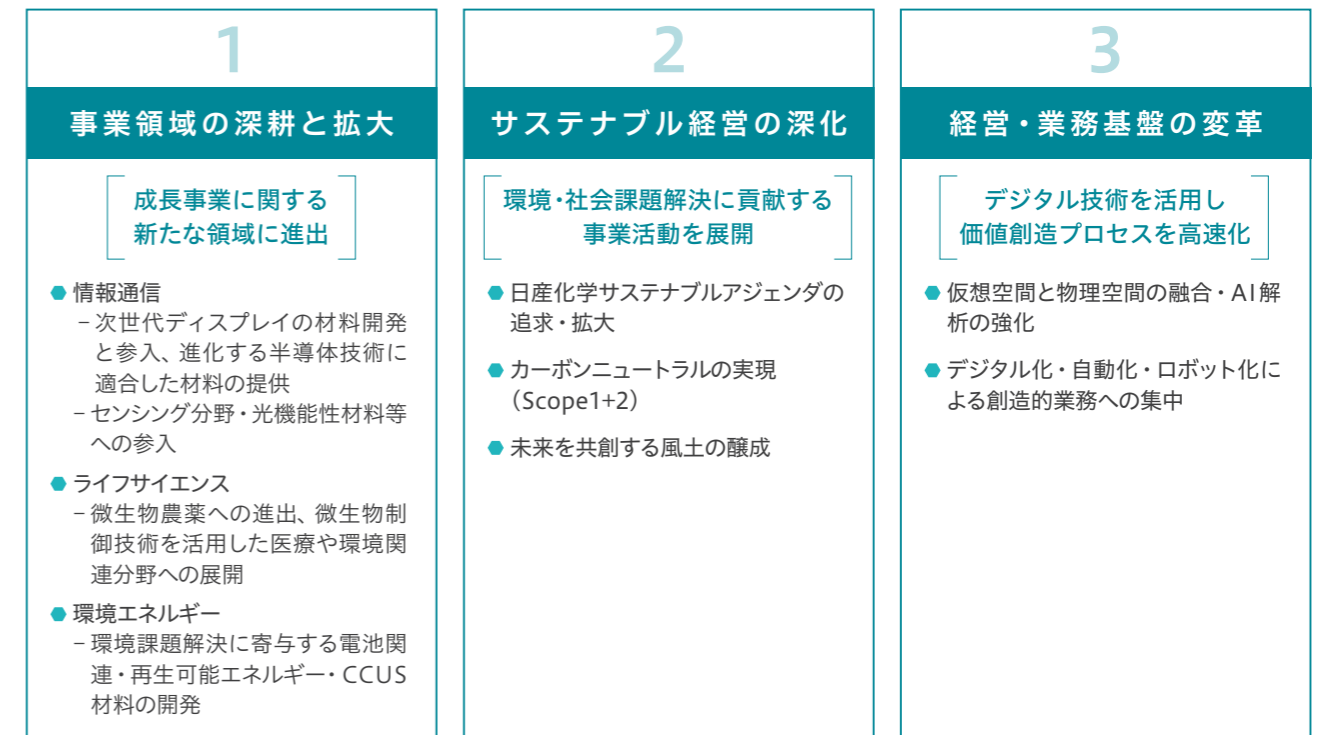 1
事業領域の深耕と拡大
成長事業に関する
新たな領域に進出
情報通信
－次世代ディスプレイの材料開発
と参入、進化する半導体技術に
適合した材料の提供
－センシング分野・光機能性材料等
への参入
ライフサイエンス
－微生物農薬への進出、微生物制
御技術を活用した医療や環境関
連分野への展開
環境エネルギー
－環境課題解決に寄与する電池関
連・再生可能エネルギー・CCUS
材料の開発
2
サステナブル経営の深化
環境・社会課題解決に貢献する
事業活動を展開
日産化学サステナブルアジェンダの
追求・拡大
カーボンニュートラルの実現
（Scope1+2）
未来を共創する風土の醸成
3
経営・業務基盤の変革
デジタル技術を活用し
価値創造プロセスを高速化
仮想空間と物理空間の融合・AI解
析の強化
デジタル化・自動化・ロボット化に
よる創造的業務への集中